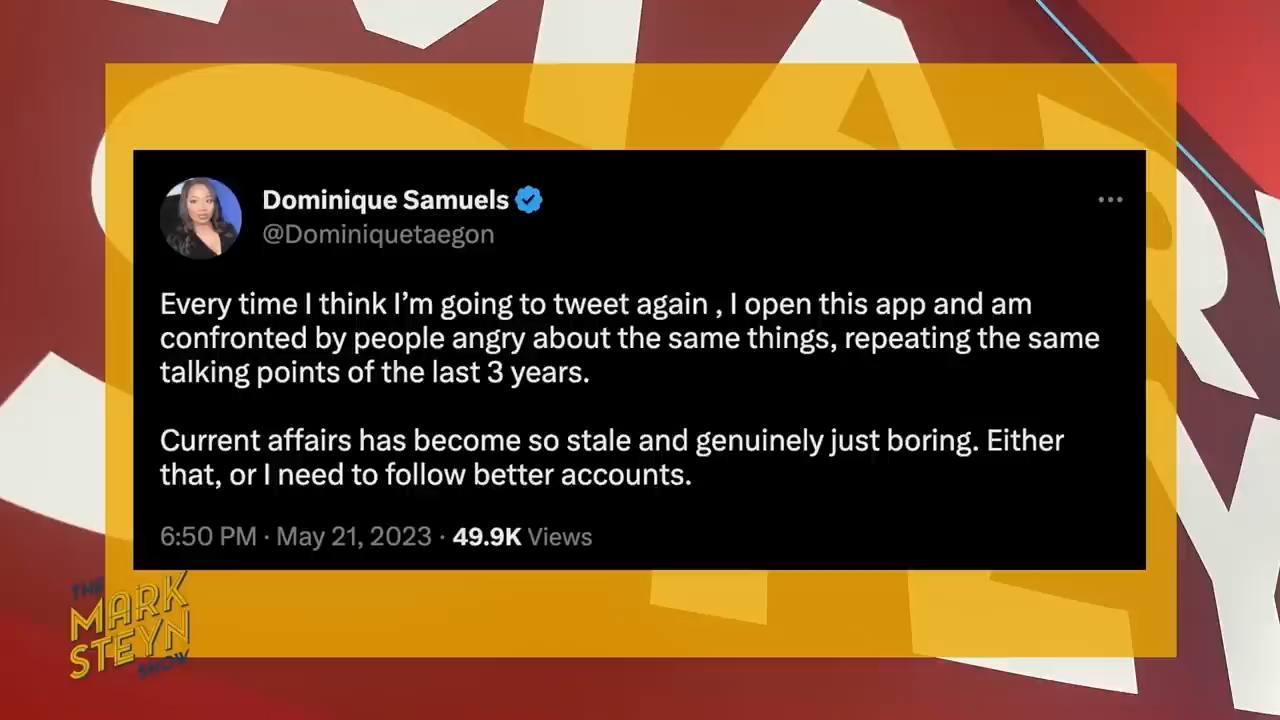 Dominique Samuels
@Dominiquetaegon
Every time I think I’m going to tweet again , I open this app and am
confronted by people angry about the same things, repeating the same
talking points of the last 3 years.
Current affairs has become so stale and genuinely just boring. Either
that, or I need to follow better accounts.
6:50 PM · May 21, 2023 · 49.9K Views
THE
MARK
STEYN
SHOW